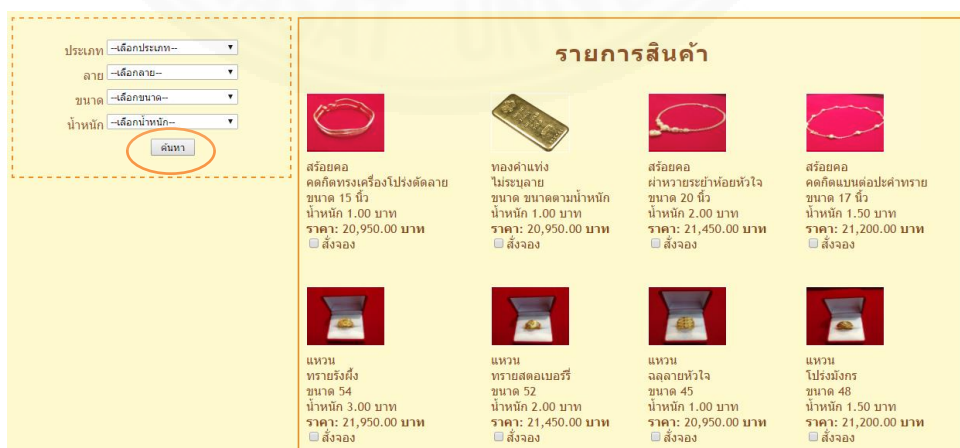 ประเภท --เลือกประเภท--
ลาย --เลือกลาย--
ขนาด --เลือกขนาด--
น้ำหนัก --เลือกน้ำหนัก--
ค้นหา
รายการสินค้า
สร้อยคอ
คดกิตทรงเครื่องโปร่งตัดลาย
ขนาด 15 นิ้ว
น้ำหนัก 1.00 บาท
ราคา: 20,950.00 บาท
สั่งจอง
ทองคำแท่ง
ไม่ระบุลาย
ขนาด ขนาดตามน้ำหนัก
น้ำหนัก 1.00 บาท
ราคา: 20,950.00 บาท
สั่งจอง
สร้อยคอ
ผ่าหวายระย้าห้อยหัวใจ
ขนาด 20 นิ้ว
น้ำหนัก 2.00 บาท
ราคา: 21,450.00 บาท
สั่งจอง
สร้อยคอ
คดกิตแบนต่อปะคำทราย
ขนาด 17 นิ้ว
น้ำหนัก 1.50 บาท
ราคา: 21,200.00 บาท
สั่งจอง
แหวน
ทรายรังผึ้ง
ขนาด 54
น้ำหนัก 3.00 บาท
ราคา: 21,950.00 บาท
สั่งจอง
แหวน
ทรายสตอเบอร์รี่
ขนาด 52
น้ำหนัก 2.00 บาท
ราคา: 21,450.00 บาท
สั่งจอง
แหวน
ฉลุลายหัวใจ
ขนาด 45
น้ำหนัก 1.00 บาท
ราคา: 20,950.00 บาท
สั่งจอง
แหวน
โปร่งมังกร
ขนาด 48
น้ำหนัก 1.50 บาท
ราคา: 21,200.00 บาท
สั่งจอง